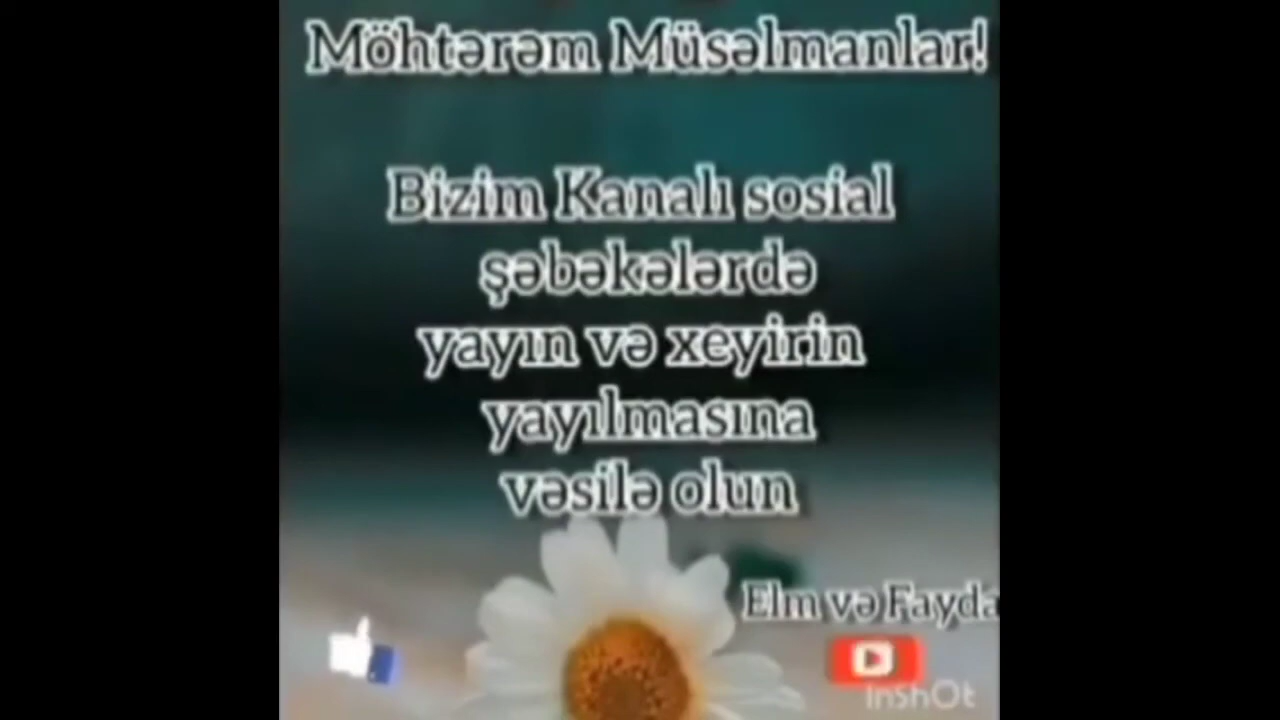 Möhtərəm Müsəlmanlar!
Bizim Kanalı sosial
şəbəkələrdə
yayın və xeyirin
yayılmasına
vəsilə olun
Elm və Fayda
InShOt